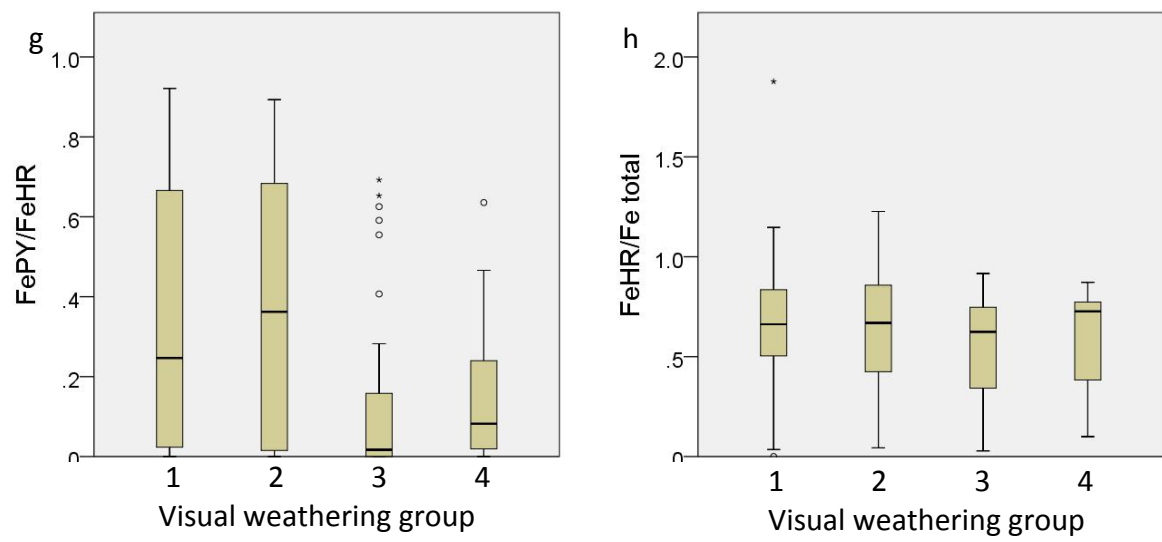 g
1.0
.8
.6
.4
.2
0
FePY/FeHR
1 2 3 4
Visual weathering group
h
2.0
1.5
1.0
.5
0
FeHR/Fe total
1 2 3 4
Visual weathering group